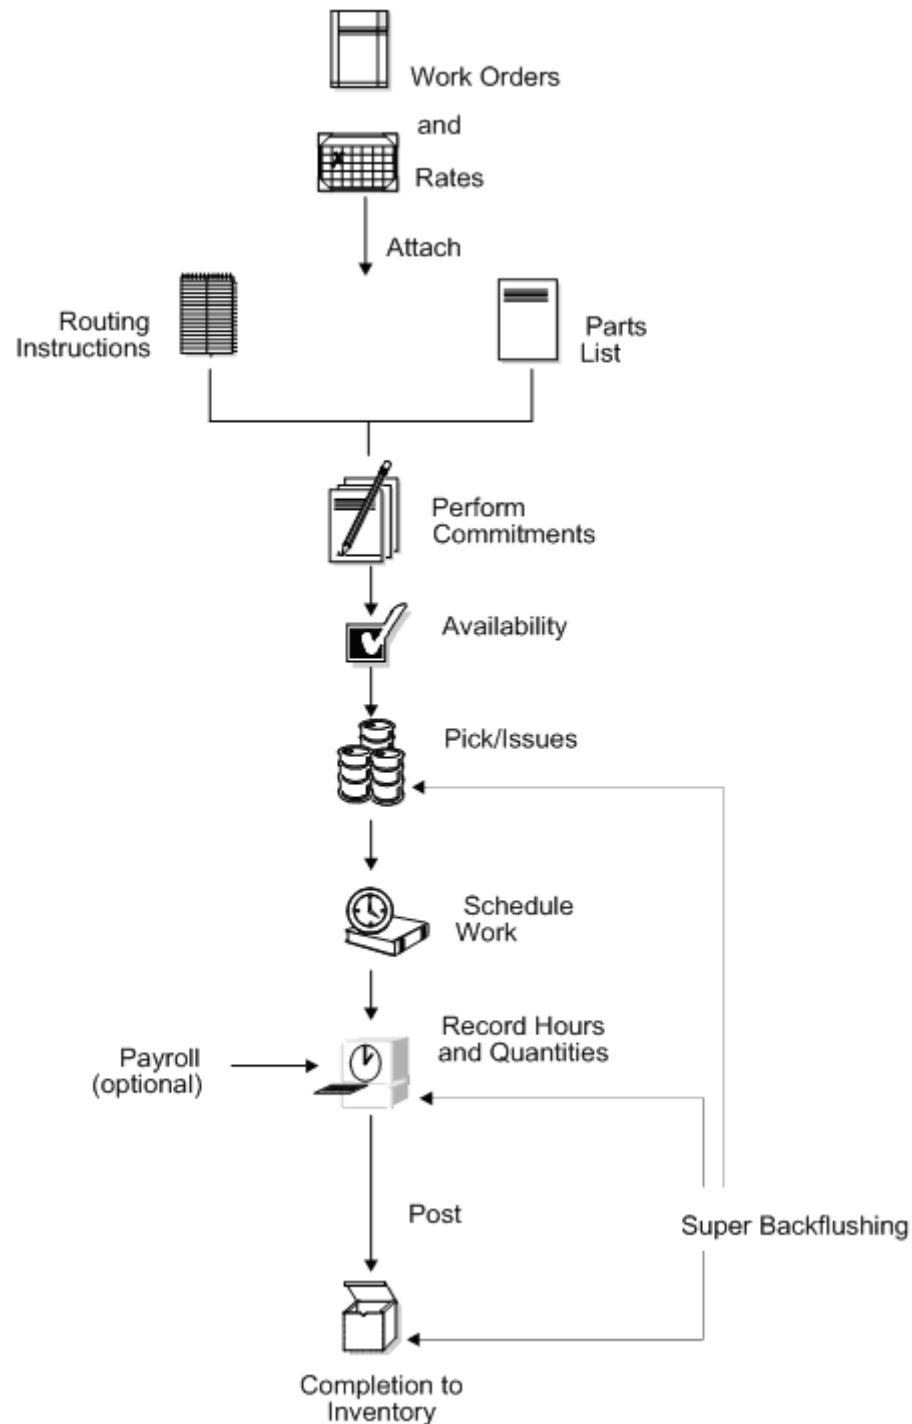 Work Orders
and
Rates
Attach
Routing
Instructions
Parts
List
Perform
Commitments
Availability
Pick/Issues
Schedule
Work
Record Hours
and Quantities
Payroll
(optional)
Post
Super Backflushing
Completion to
Inventory